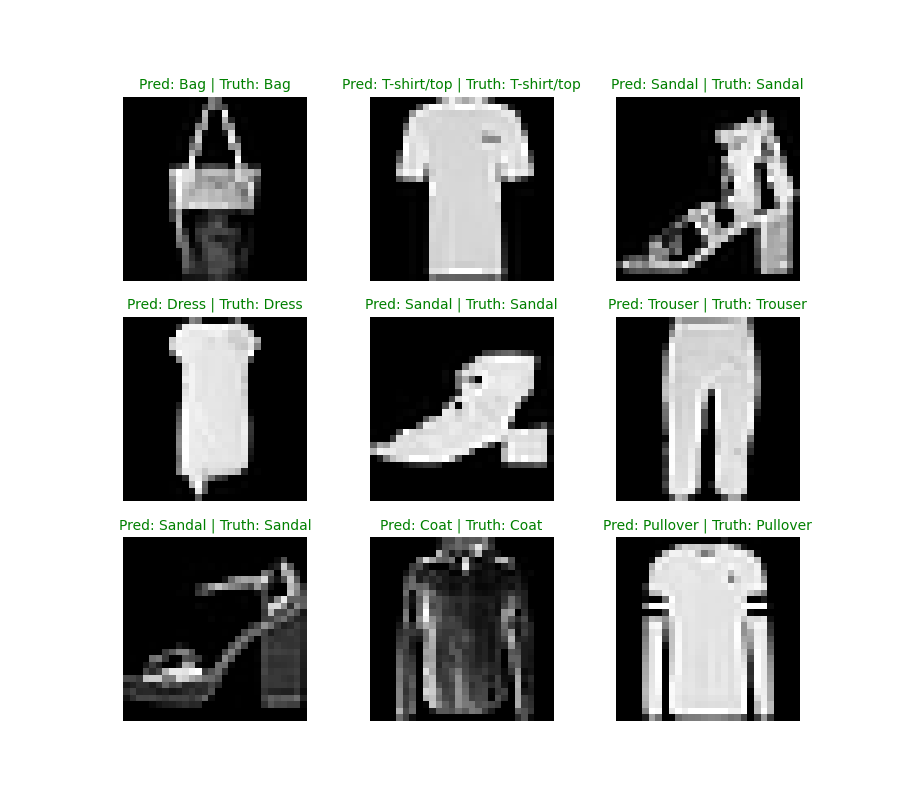 Pred: Bag | Truth: Bag
Pred: T-shirt/top | Truth: T-shirt/top
Pred: Sandal | Truth: Sandal
Pred: Dress | Truth: Dress
Pred: Sandal | Truth: Sandal
Pred: Trouser | Truth: Trouser
Pred: Sandal | Truth: Sandal
Pred: Coat | Truth: Coat
Pred: Pullover | Truth: Pullover